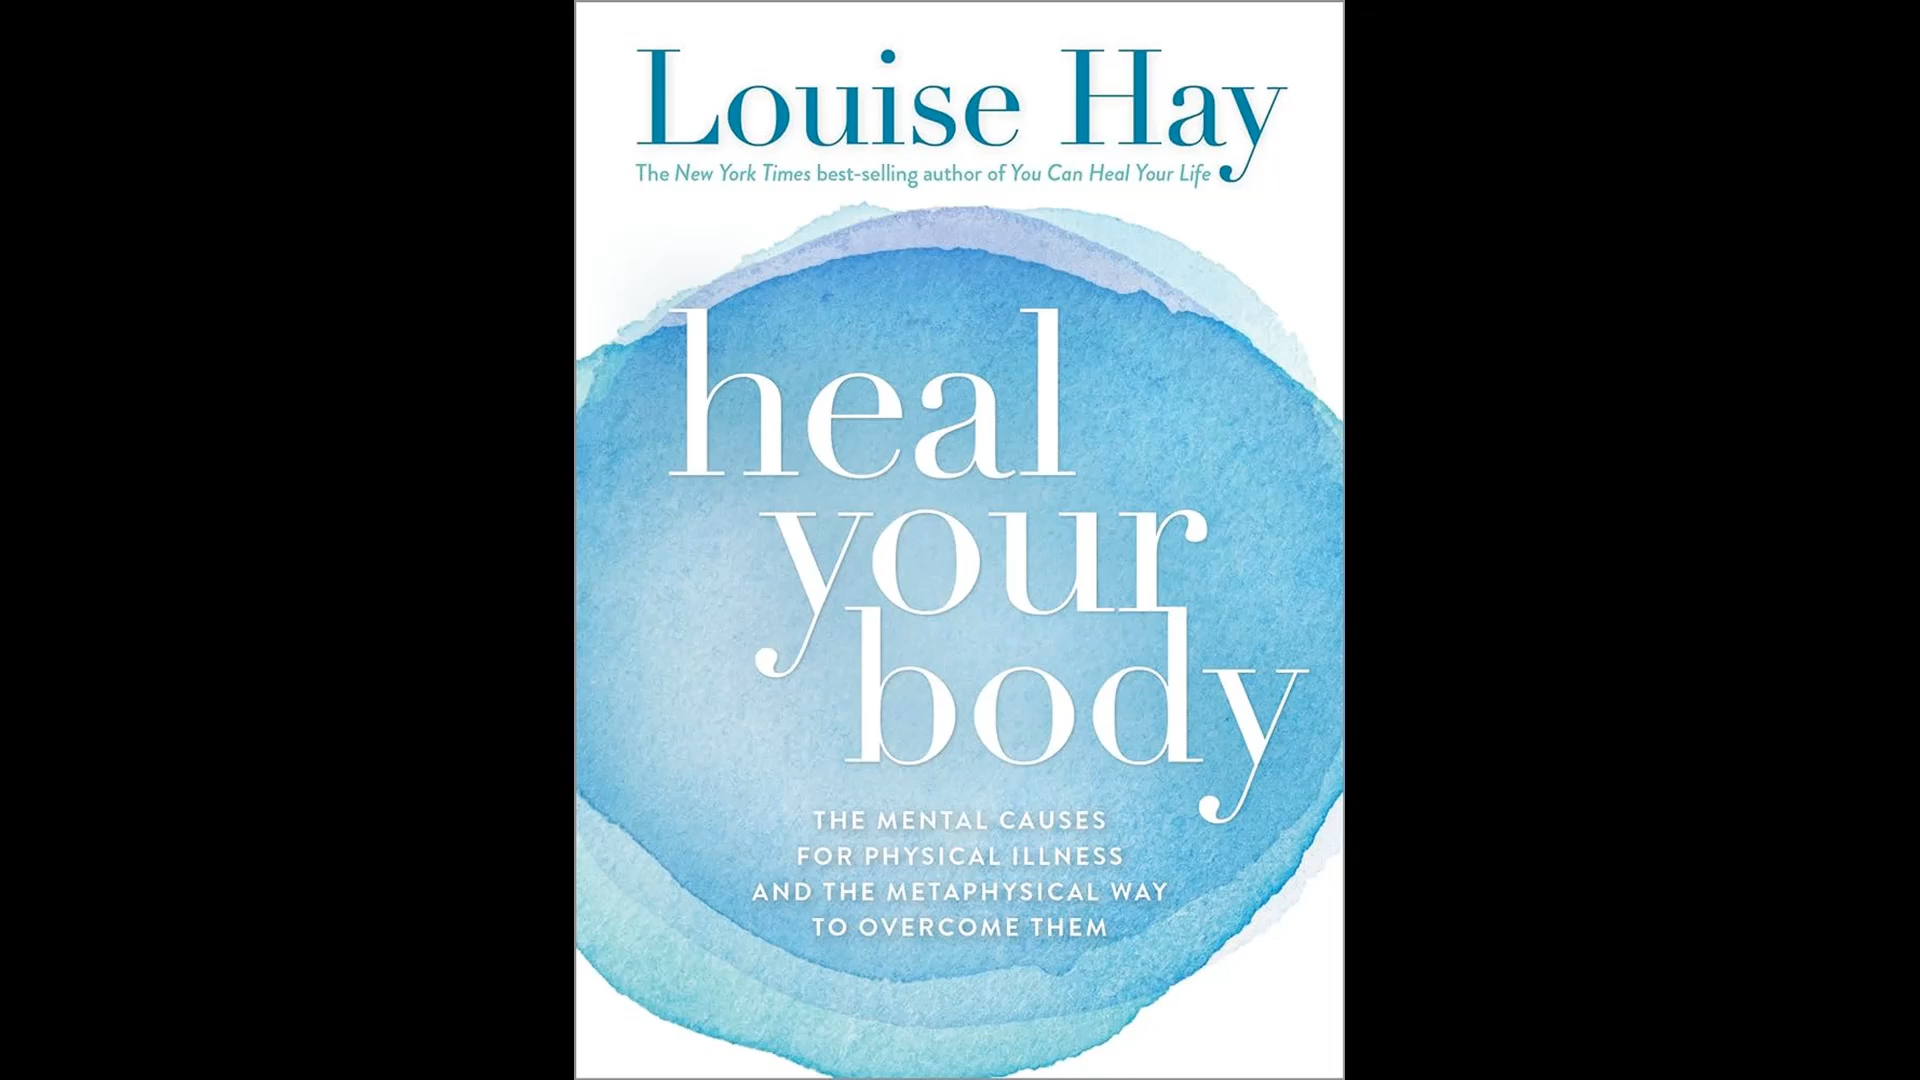 Louise Hay
The New York Times best-selling author of You Can Heal Your Life
heal
your
body
THE MENTAL CAUSES
FOR PHYSICAL ILLNESS
AND THE METAPHYSICAL WAY
TO OVERCOME THEM